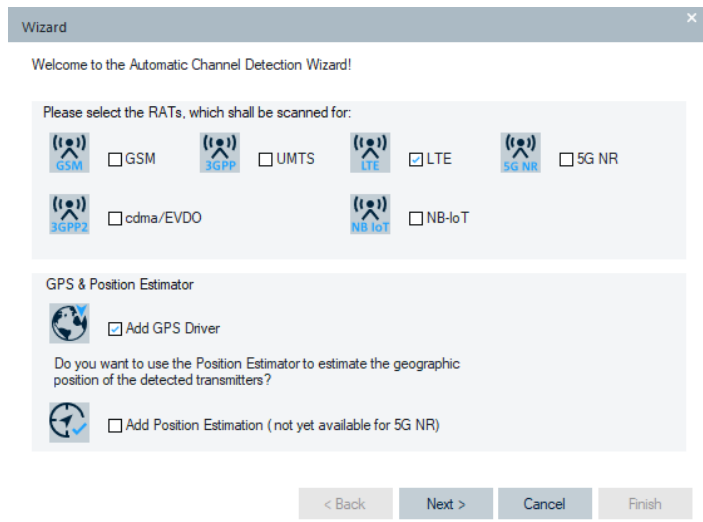 Wizard
×
Welcome to the Automatic Channel Detection Wizard!
Please select the RATs, which shall be scanned for:
GSM GSM 3GPP UMTS LTE LTE 5G NR 5G NR
3GPP2 cdma/EVDO NB IoT NB-IoT
GPS & Position Estimator
Add GPS Driver
Do you want to use the Position Estimator to estimate the geographic
position of the detected transmitters?
Add Position Estimation ( not yet available for 5G NR)
< Back Next > Cancel Finish